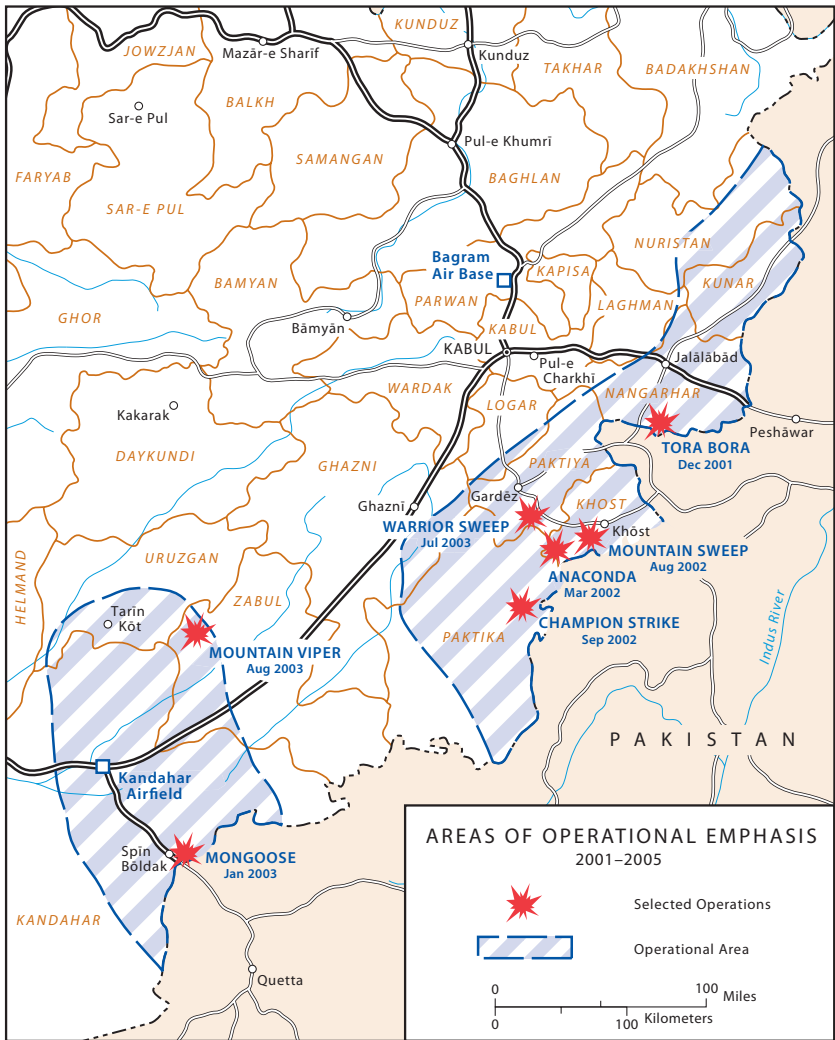 KUNDUZ
JOWZJAN
Mazār-e Sharīf
Kunduz
TAKHAR
BADAKHSHAN
Sar-e Pul
BALKH
Pul-e Khumrī
SAMANGAN
FARYAB
BAGHLAN
SAR-E PUL
NURISTAN
Bagram
Air Base
KAPISA
BAMYAN
KUNAR
PARWAN
LAGHMAN
GHOR
Bāmyān
KABUL
KABUL
Pul-e
Charkhī
Jalālābād
WARDAK
NANGARHAR
LOGAR
Kakarak
Peshāwar
TORA BORA
Dec 2001
DAYKUNDI
GHAZNI
PAKTIYĀ
Gardēz
KHOST
Ghaznī
WARRIOR SWEEP
Jul 2003
Khōst
MOUNTAIN SWEEP
Aug 2002
URUZGAN
ANACONDA
Mar 2002
HELMAND
ZABUL
Tarīn
Kōt
CHAMPION STRIKE
Sep 2002
PAKTIKA
Indus River
MOUNTAIN VIPER
Aug 2003
PAKISTAN
Kandahar
Airfield
Spīn
Bōldak
MONGOOSE
Jan 2003
KANDAHAR
Quetta
AREAS OF OPERATIONAL EMPHASIS
2001–2005
Selected Operations
Operational Area
0 100 Miles
0 100 Kilometers